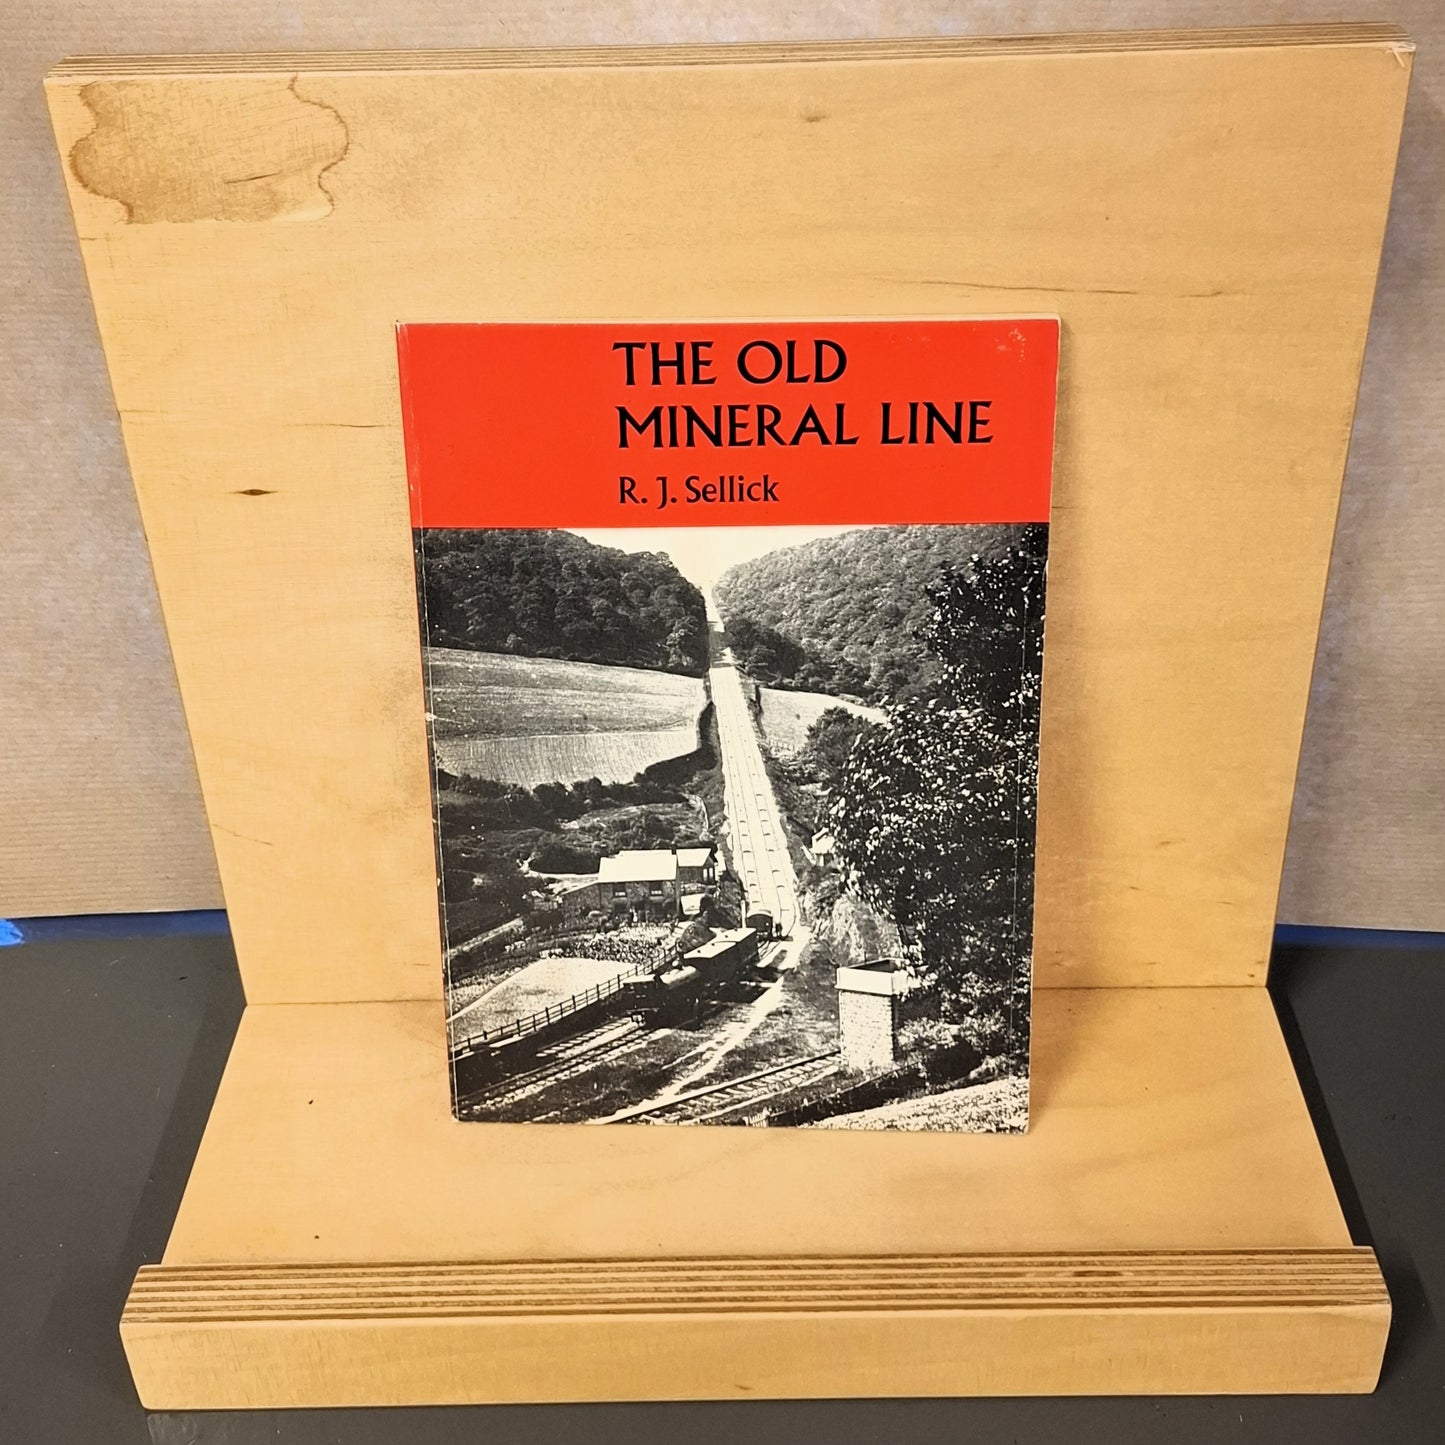 THE OLD
MINERAL LINE
R. J. Sellick